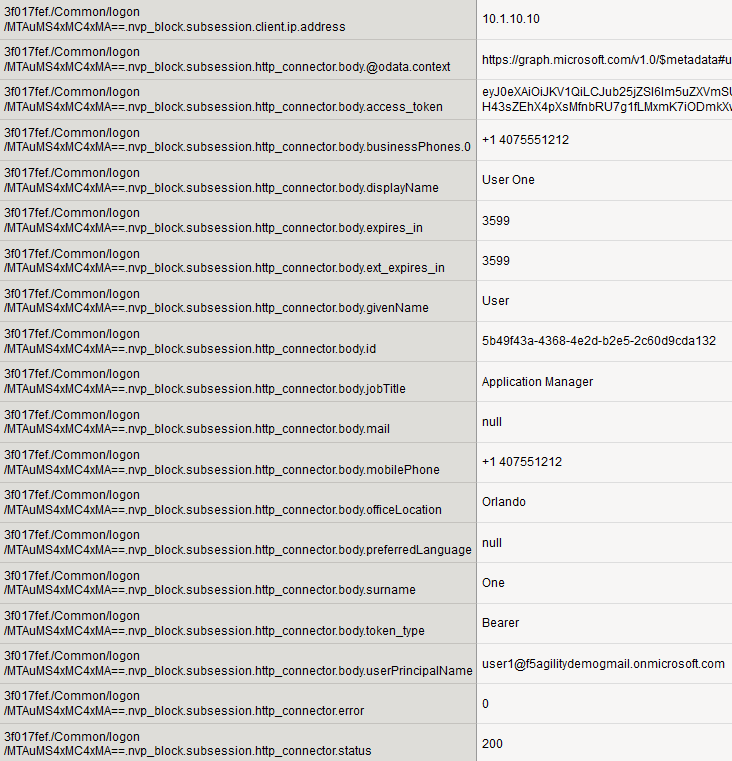 3f017fef./Common/logon
/MTAuMS4xMC4xMA==.nvp_block.subsession.client.ip.address
10.1.10.10
3f017fef./Common/logon
/MTAuMS4xMC4xMA==.nvp_block.subsession.http_connector.body.@odata.context
https://graph.microsoft.com/v1.0/$metadata#u
3f017fef./Common/logon
/MTAuMS4xMC4xMA==.nvp_block.subsession.http_connector.body.access_token
3f017fef./Common/logon
/MTAuMS4xMC4xMA==.nvp_block.subsession.http_connector.body.businessPhones.0
+1 4075551212
3f017fef./Common/logon
/MTAuMS4xMC4xMA==.nvp_block.subsession.http_connector.body.displayName
User One
3f017fef./Common/logon
/MTAuMS4xMC4xMA==.nvp_block.subsession.http_connector.body.expires_in
3599
3f017fef./Common/logon
/MTAuMS4xMC4xMA==.nvp_block.subsession.http_connector.body.ext_expires_in
3599
3f017fef./Common/logon
/MTAuMS4xMC4xMA==.nvp_block.subsession.http_connector.body.givenName
User
3f017fef./Common/logon
/MTAuMS4xMC4xMA==.nvp_block.subsession.http_connector.body.id
5b49f43a-4368-4e2d-b2e5-2c60d9cda132
3f017fef./Common/logon
/MTAuMS4xMC4xMA==.nvp_block.subsession.http_connector.body.jobTitle
Application Manager
3f017fef./Common/logon
/MTAuMS4xMC4xMA==.nvp_block.subsession.http_connector.body.mail
null
3f017fef./Common/logon
/MTAuMS4xMC4xMA==.nvp_block.subsession.http_connector.body.mobilePhone
+1 407551212
3f017fef./Common/logon
/MTAuMS4xMC4xMA==.nvp_block.subsession.http_connector.body.officeLocation
Orlando
3f017fef./Common/logon
/MTAuMS4xMC4xMA==.nvp_block.subsession.http_connector.body.preferredLanguage
null
3f017fef./Common/logon
/MTAuMS4xMC4xMA==.nvp_block.subsession.http_connector.body.surname
One
3f017fef./Common/logon
/MTAuMS4xMC4xMA==.nvp_block.subsession.http_connector.body.token_type
Bearer
3f017fef./Common/logon
/MTAuMS4xMC4xMA==.nvp_block.subsession.http_connector.body.userPrincipalName
user1@f5agilitydemogmail.onmicrosoft.com
3f017fef./Common/logon
/MTAuMS4xMC4xMA==.nvp_block.subsession.http_connector.error
0
3f017fef./Common/logon
/MTAuMS4xMC4xMA==.nvp_block.subsession.http_connector.status
200